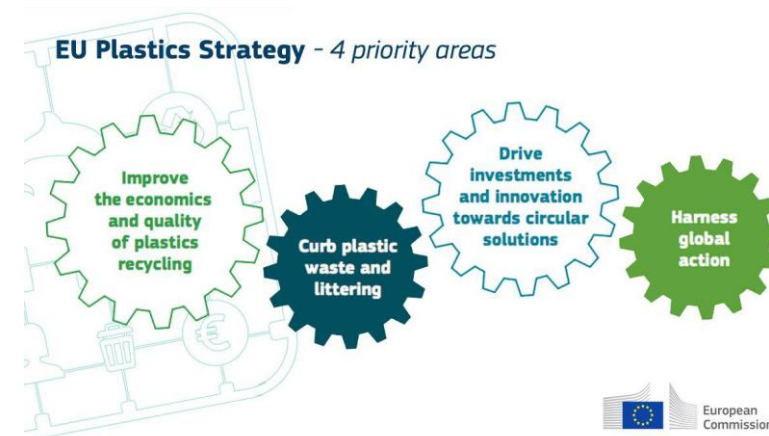 EU Plastics Strategy - 4 priority areas
Improve
the economics
and quality
of plastics
recycling
Curb plastic
waste and
littering
Drive
investments
and innovation
towards circular
solutions
Harness
global
action
€
European
Commission